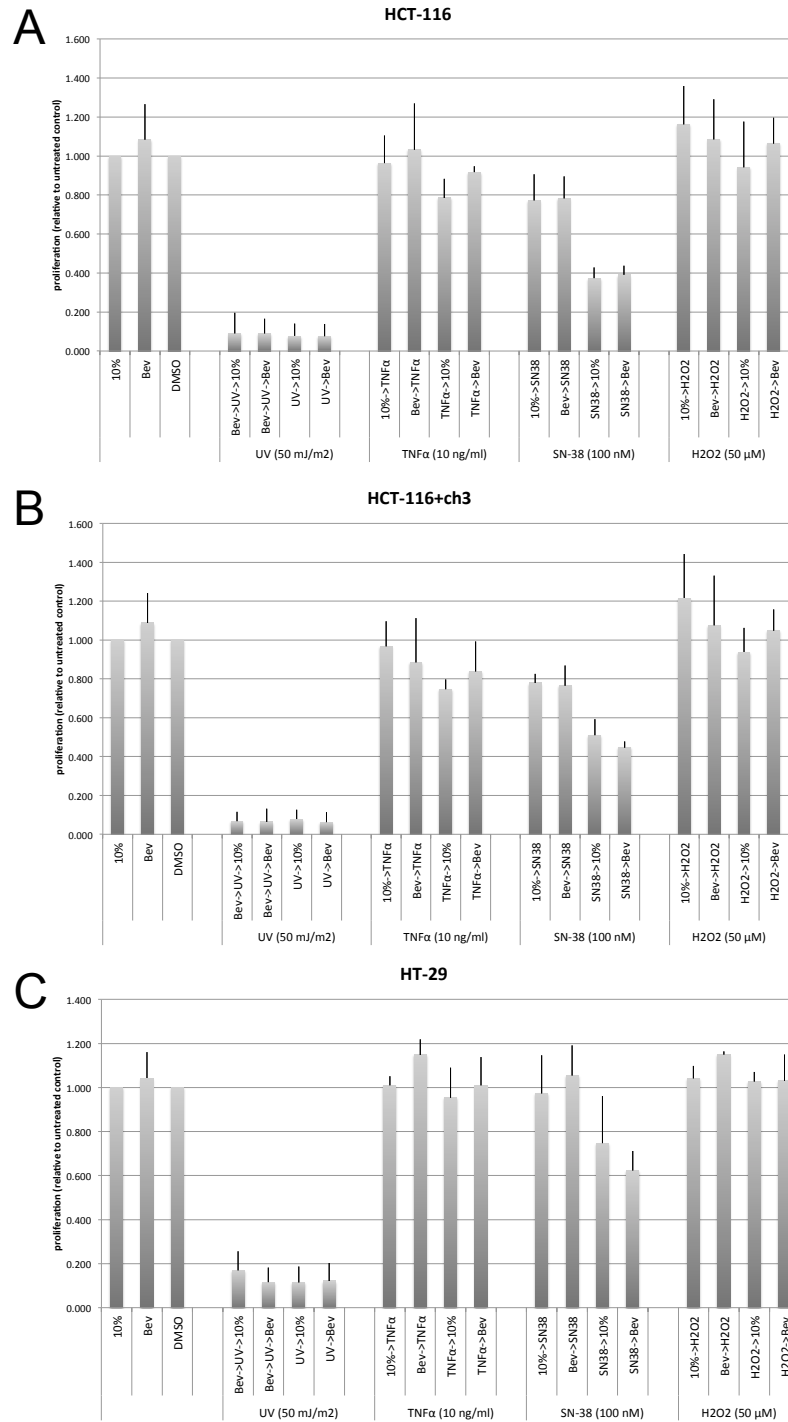 A
HCT-116
proliferation (relative to untreated control)
1.600
1.400
1.200
1.000
0.800
0.600
0.400
0.200
0.000
10%
Bev
DMSO
Bev->UV->10%
Bev->UV->Bev
UV->10%
UV->Bev
10%->TNFα
Bev->TNFα
TNFα->10%
TNFα->Bev
10%->SN38
Bev->SN38
SN38->10%
SN38->Bev
10%->H2O2
Bev->H2O2
H2O2->10%
H2O2->Bev
UV (50 mJ/m2)
TNFα (10 ng/ml)
SN-38 (100 nM)
H2O2 (50 µM)
B
HCT-116+ch3
proliferation (relative to untreated control)
1.600
1.400
1.200
1.000
0.800
0.600
0.400
0.200
0.000
10%
Bev
DMSO
Bev->UV->10%
Bev->UV->Bev
UV->10%
UV->Bev
10%->TNFα
Bev->TNFα
TNFα->10%
TNFα->Bev
10%->SN38
Bev->SN38
SN38->10%
SN38->Bev
10%->H2O2
Bev->H2O2
H2O2->10%
H2O2->Bev
UV (50 mJ/m2)
TNFα (10 ng/ml)
SN-38 (100 nM)
H2O2 (50 µM)
C
HT-29
proliferation (relative to untreated control)
1.400
1.200
1.000
0.800
0.600
0.400
0.200
0.000
10%
Bev
DMSO
Bev->UV->10%
Bev->UV->Bev
UV->10%
UV->Bev
10%->TNFα
Bev->TNFα
TNFα->10%
TNFα->Bev
10%->SN38
Bev->SN38
SN38->10%
SN38->Bev
10%->H2O2
Bev->H2O2
H2O2->10%
H2O2->Bev
UV (50 mJ/m2)
TNFα (10 ng/ml)
SN-38 (100 nM)
H2O2 (50 µM)